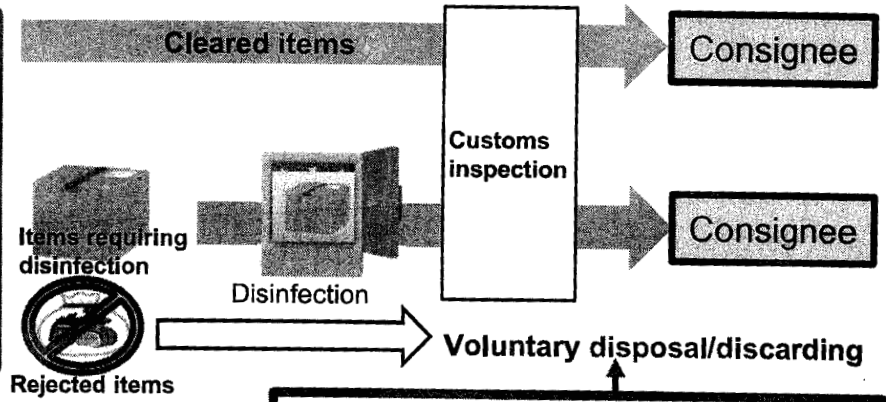 Cleared items
Consignee
Customs
inspection
Items requiring
disinfection
Consignee
Disinfection
Voluntary disposal/discarding
Rejected items